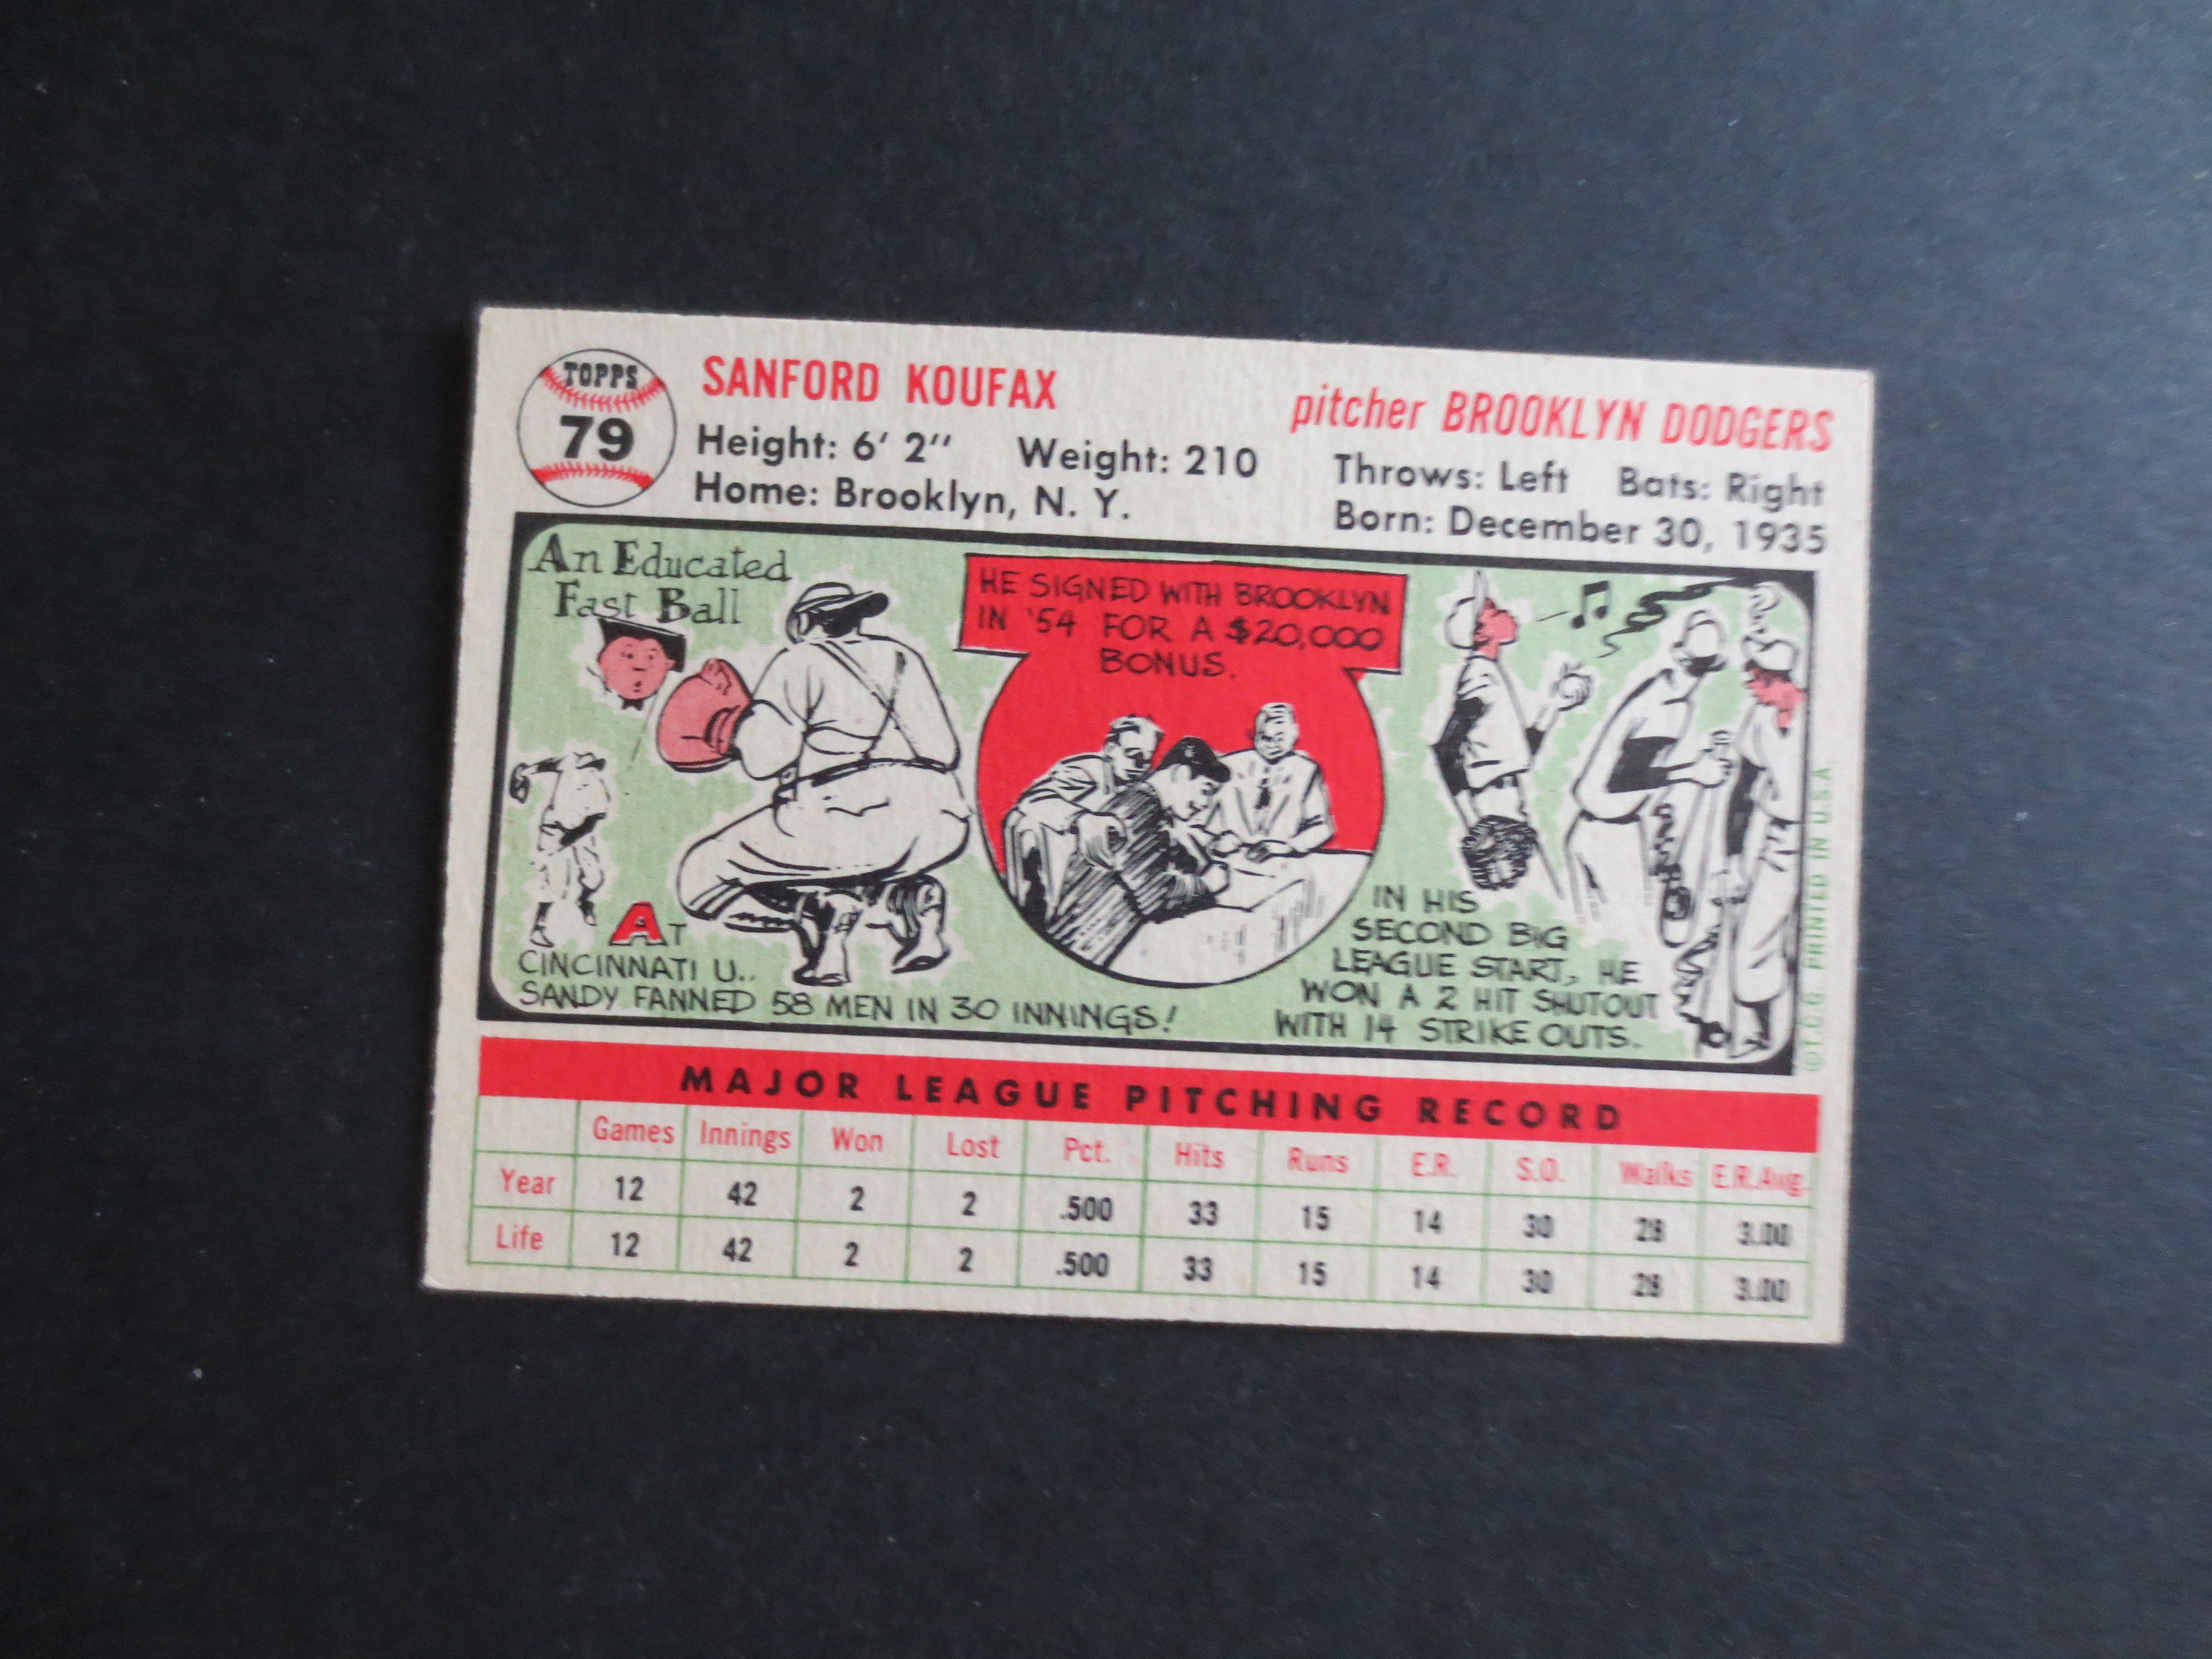 TOPPS
79
SANFORD KOUFAX
pitcher BROOKLYN DODGERS
Height: 6' 2" Weight: 210
Throws: Left Bats: Right
Home: Brooklyn, N. Y.
Born: December 30, 1935
An Educated
Fast Ball
AT
CINCINNATI U..
SANDY FANNED 58 MEN IN 30 INNINGS!
HE SIGNED WITH BROOKLYN
IN '54 FOR A $20,000
BONUS.
IN HIS
SECOND BIG
LEAGUE START, HE
WON A 2 HIT SHUTOUT
WITH 14 STRIKE OUTS.
©T.C.G. PRINTED IN U.S.A.
MAJOR LEAGUE PITCHING RECORD
Games Innings Won Lost Pct. Hits Runs E.R. S.O. Walks E.R.Avg.
Year 12 42 2 2 .500 33 15 14 30 28 3.00
Life 12 42 2 2 .500 33 15 14 30 28 3.00